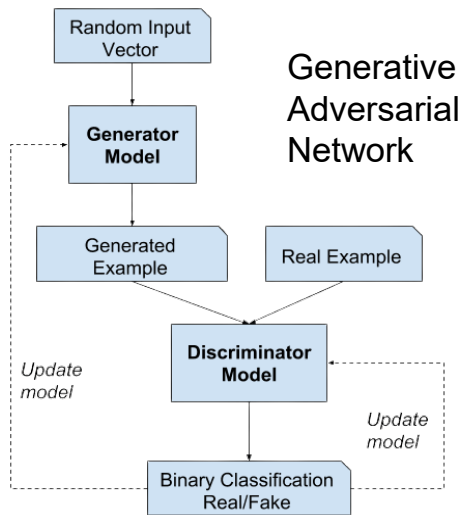 Random Input
Vector
Generative
Adversarial
Network
Generator
Model
Generated
Example
Real Example
Discriminator
Model
Update
model
Update
model
Binary Classification
Real/Fake